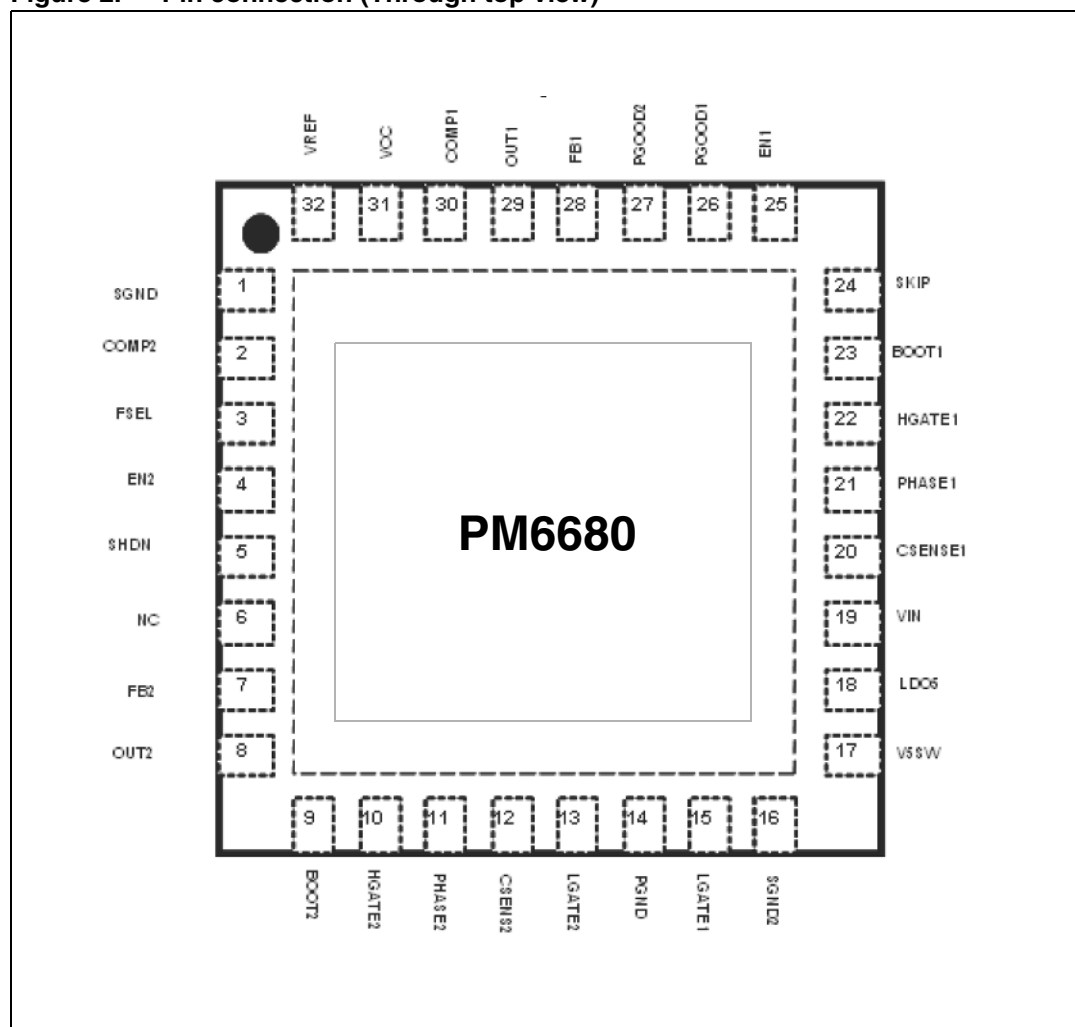 Figure 2. Pin connection (Through top view)
VREF
VCC
COMP1
OUT1
FB1
PGOOD2
PGOOD1
EN1
32 31 30 29 28 27 26 25
SGND 1
COMP2 2
FSEL 3
EN2 4
SHDN 5
NC 6
FB2 7
OUT2 8
24 SKIP
23 BOOT1
22 HGATE1
21 PHASE1
20 CSENSE1
19 VIN
18 LDO5
17 V5SW
PM6680
9 10 11 12 13 14 15 16
BOOT2
HGATE2
PHASE2
CSENS2
LGATE2
PGND
LGATE1
SGND2